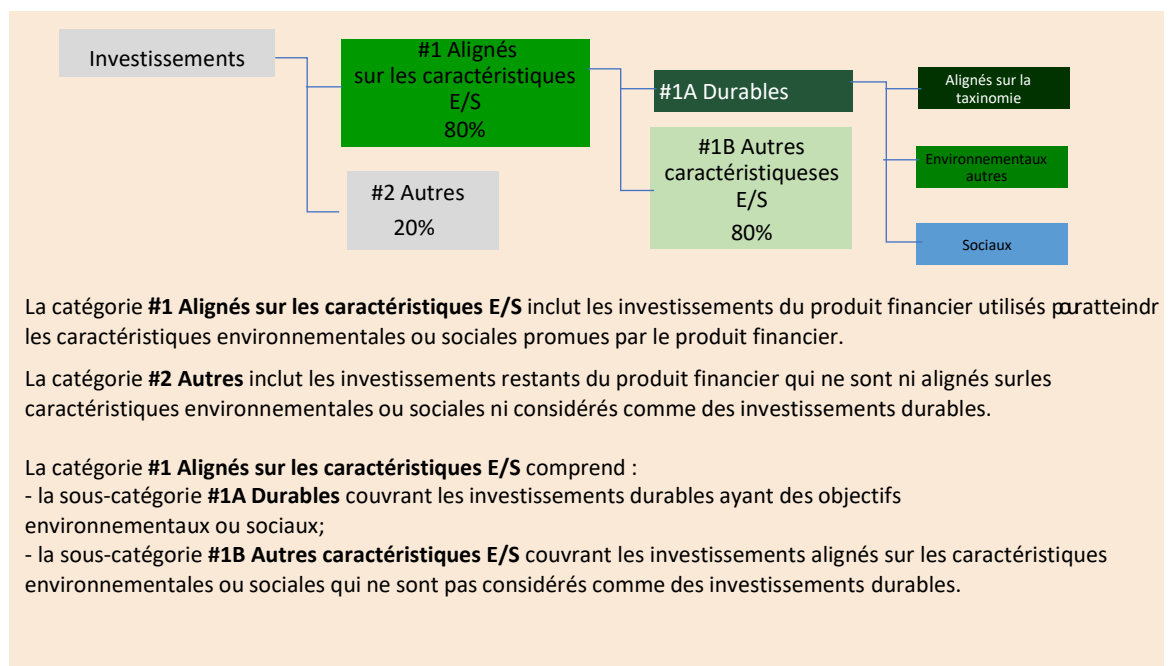 Investissements
#1 Alignés
sur les caractéristiques
E/S
80%
#2 Autres
20%
#1A Durables
#1B Autres
caractéristiqueses
E/S
80%
Alignés sur la
taxinomie
Environnementaux
autres
Sociaux
La catégorie #1 Alignés sur les caractéristiques E/S inclut les investissements du produit financier utilisés pouratteindr
les caractéristiques environnementales ou sociales promues par le produit financier.
La catégorie #2 Autres inclut les investissements restants du produit financier qui ne sont ni alignés surles
caractéristiques environnementales ou sociales ni considérés comme des investissements durables.
La catégorie #1 Alignés sur les caractéristiques E/S comprend :
- la sous-catégorie #1A Durables couvrant les investissements durables ayant des objectifs
environnementaux ou sociaux;
- la sous-catégorie #1B Autres caractéristiques E/S couvrant les investissements alignés sur les caractéristiques
environnementales ou sociales qui ne sont pas considérés comme des investissements durables.